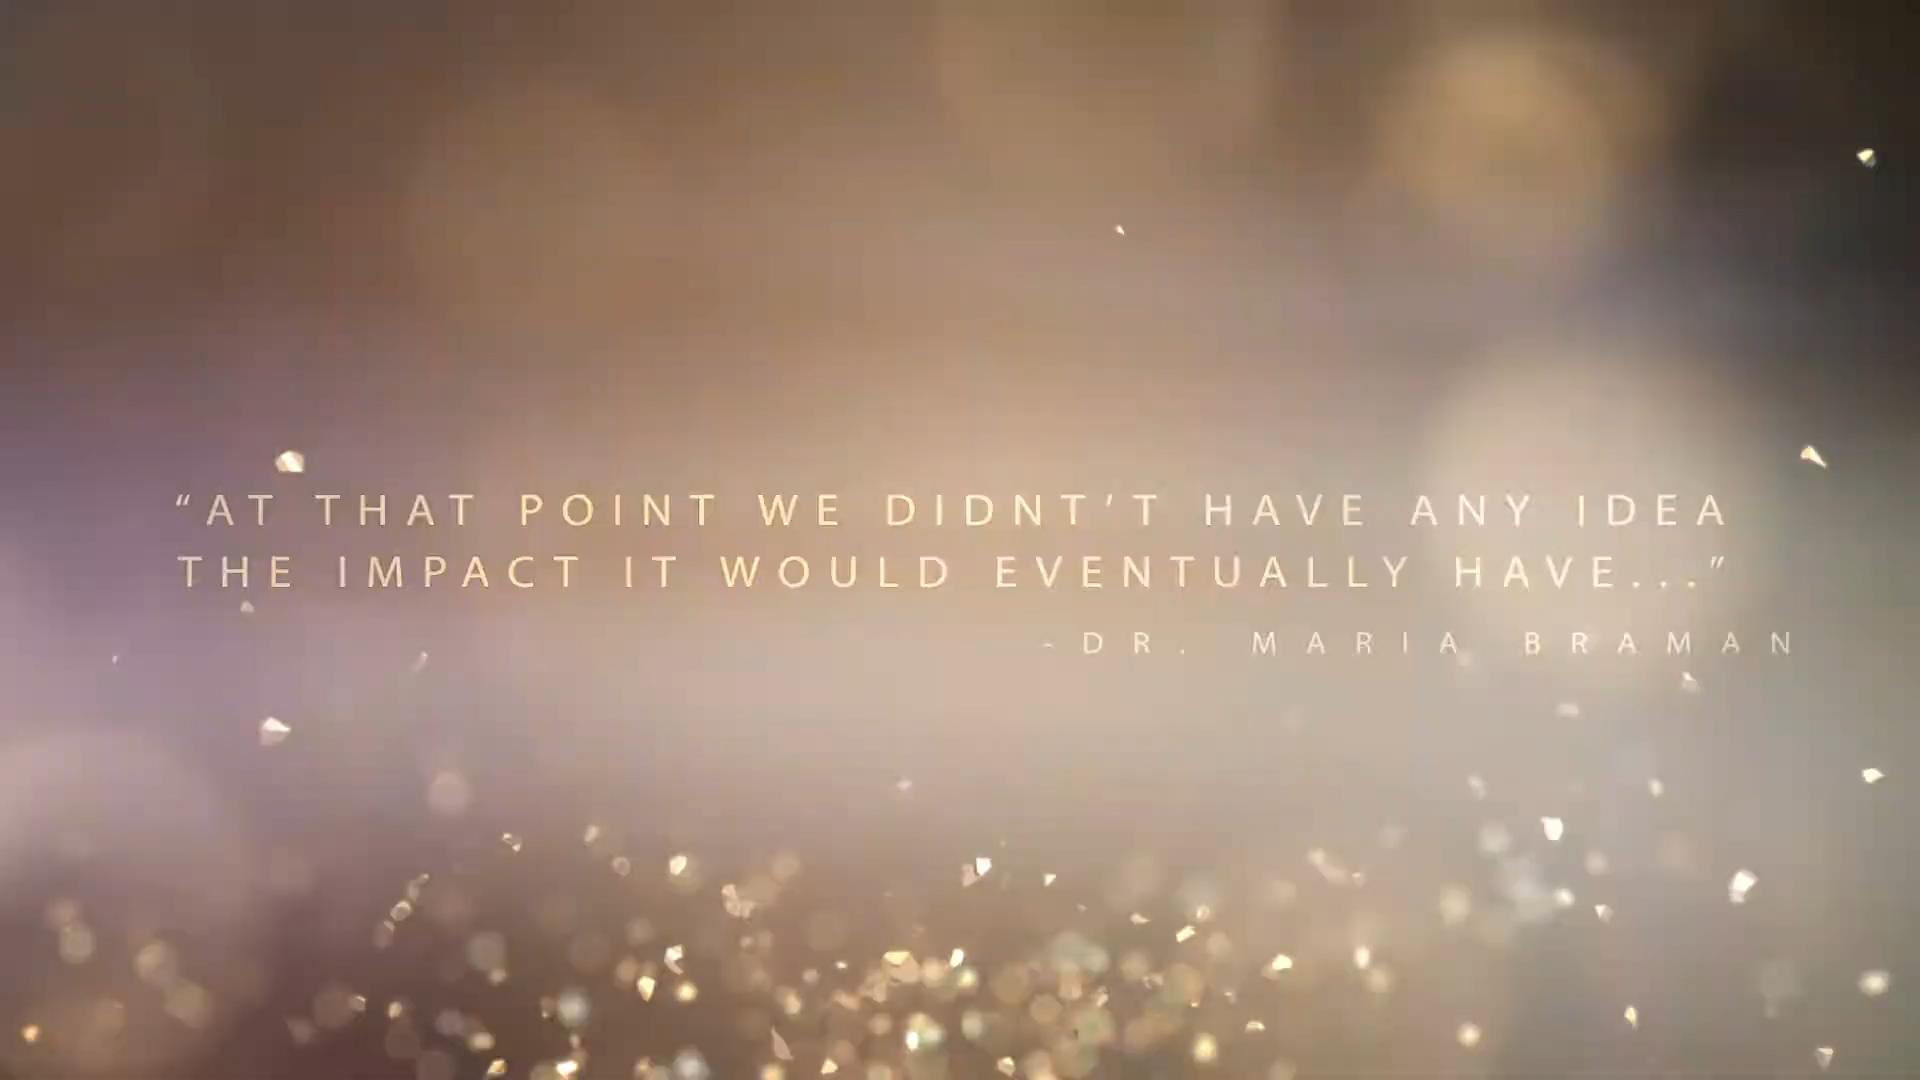 “AT THAT POINT WE DIDNT’T HAVE ANY IDEA
THE IMPACT IT WOULD EVENTUALLY HAVE...”
-DR. MARIA BRAMAN